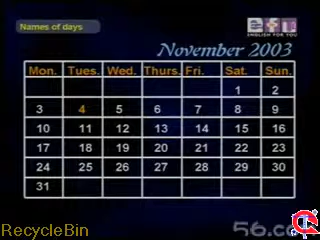 Names of days
efu
ENGLISH FOR YOU
November 2003
Mon. Tues. Wed. Thurs. Fri. Sat. Sun.
1 2
3 4 5 6 7 8 9
10 11 12 13 14 15 16
17 18 19 20 21 22 23
24 25 26 27 28 29 30
31
56.co
RecycleBin